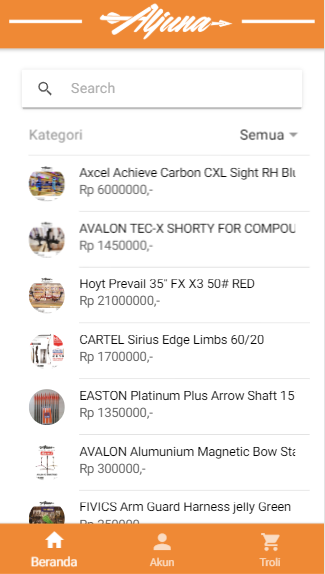 Aljuna
Search
Kategori
Semua
Axcel Achieve Carbon CXL Sight RH Blu
Rp 6000000,-
AVALON TEC-X SHORTY FOR COMPOU
Rp 1450000,-
Hoyt Prevail 35" FX X3 50# RED
Rp 21000000,-
CARTEL Sirius Edge Limbs 60/20
Rp 1700000,-
EASTON Platinum Plus Arrow Shaft 15
Rp 1350000,-
AVALON Alumunium Magnetic Bow Sta
Rp 300000,-
FIVICS Arm Guard Harness jelly Green
Rp 350000
Beranda
Akun
Troli